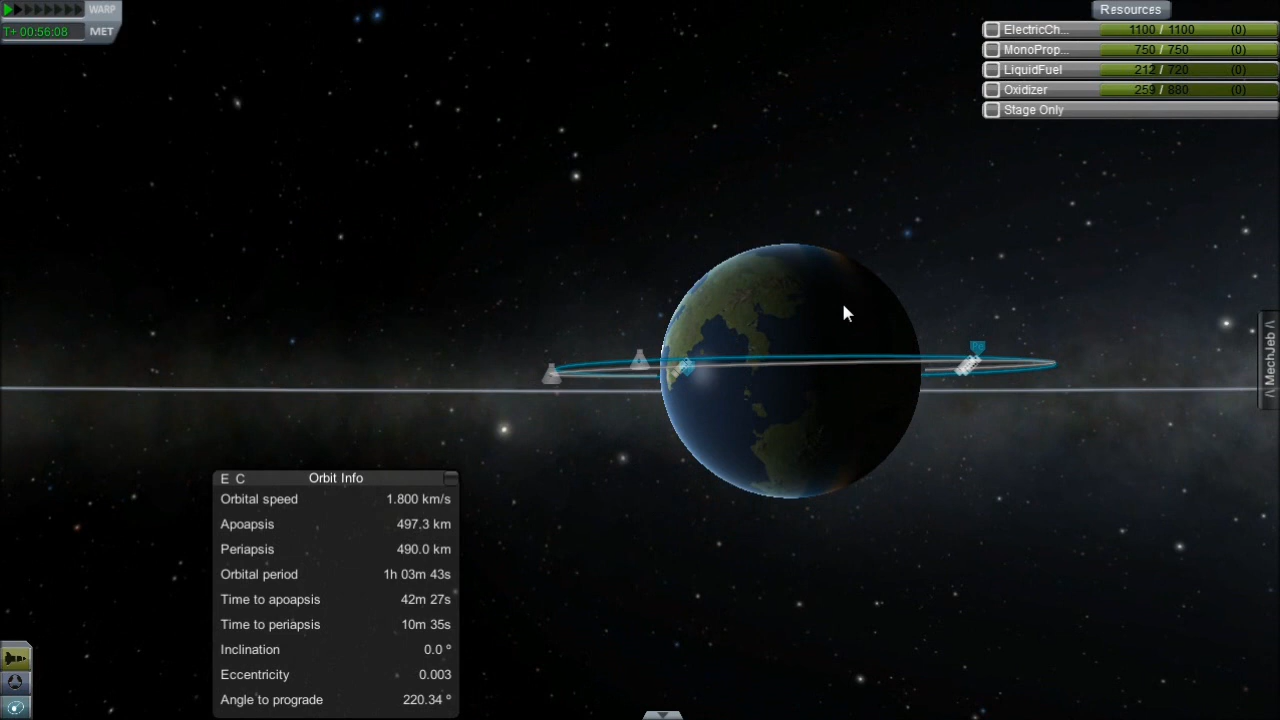 WARP
T+ 00:56:08 MET
Resources
ElectricCh... 1100 / 1100 (0)
MonoProp... 750 / 750 (0)
LiquidFuel 212 / 720 (0)
Oxidizer 259 / 880 (0)
Stage Only
/\ MechJeb /\
E C Orbit Info
Orbital speed 1.800 km/s
Apoapsis 497.3 km
Periapsis 490.0 km
Orbital period 1h 03m 43s
Time to apoapsis 42m 27s
Time to periapsis 10m 35s
Inclination 0.0 º
Eccentricity 0.003
Angle to prograde 220.34 º